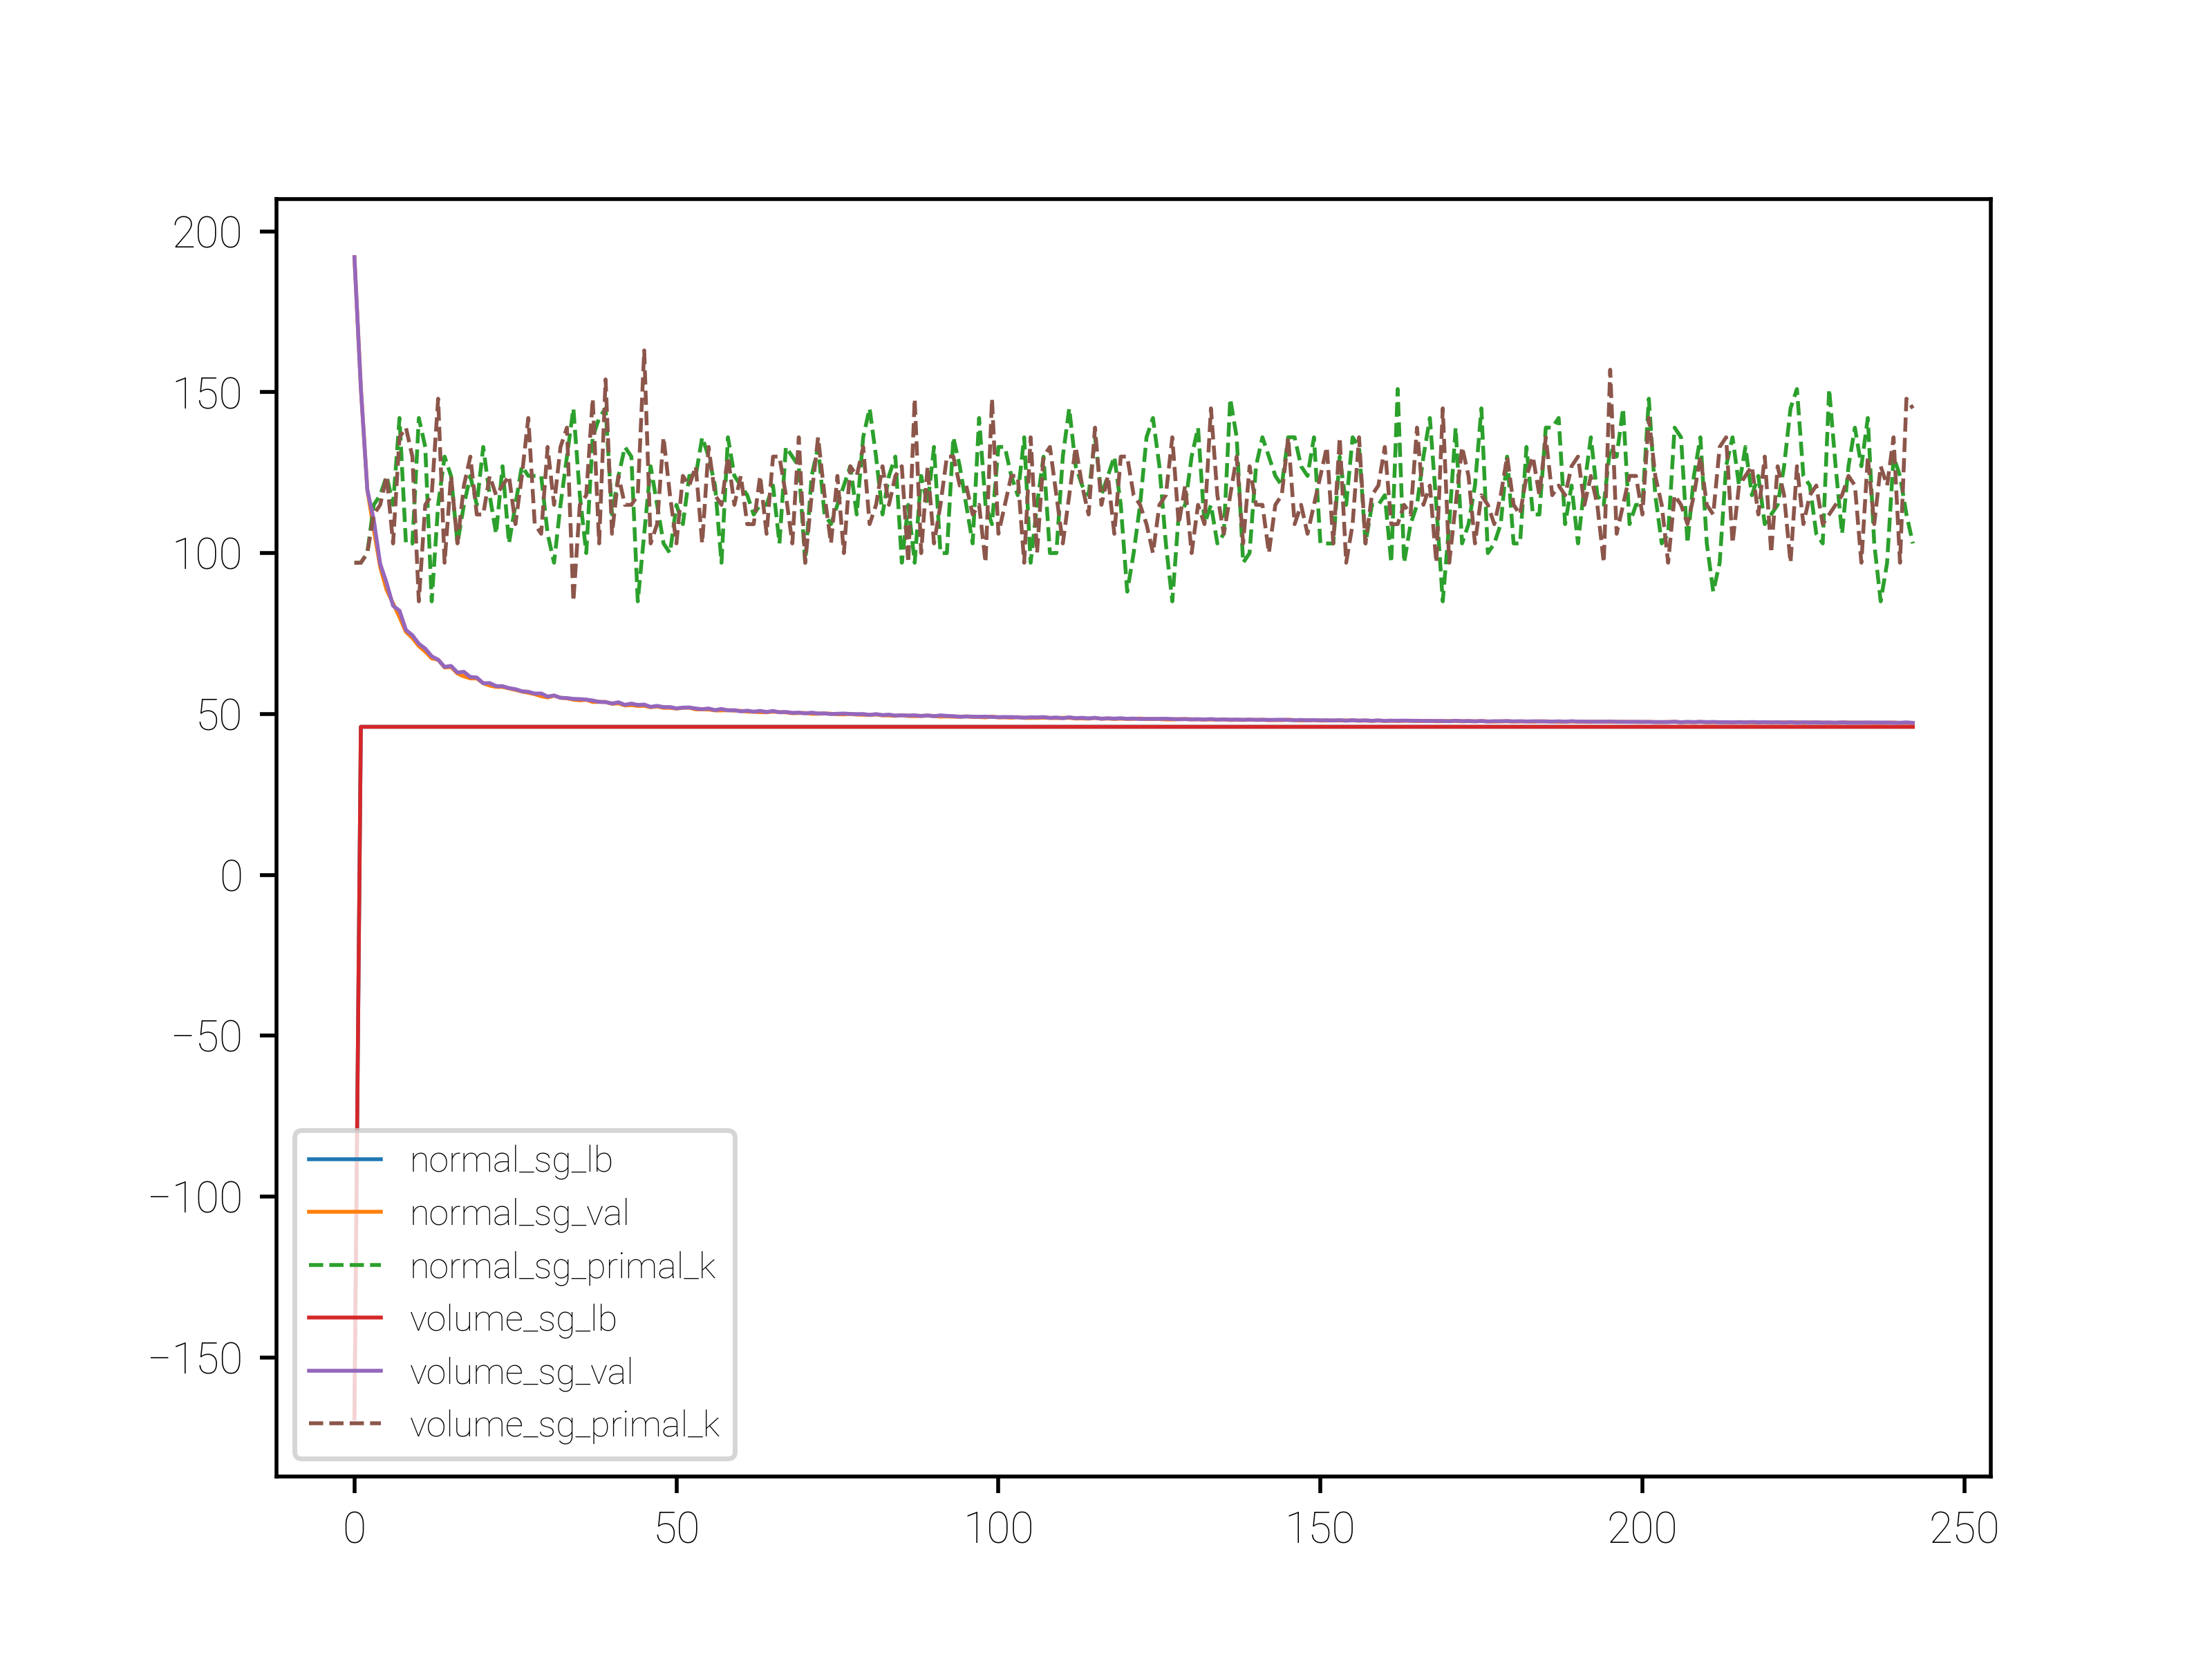 200
150
100
50
0
−50
−100
−150
normal_sg_lb
normal_sg_val
normal_sg_primal_k
volume_sg_lb
volume_sg_val
volume_sg_primal_k
0 50 100 150 200 250